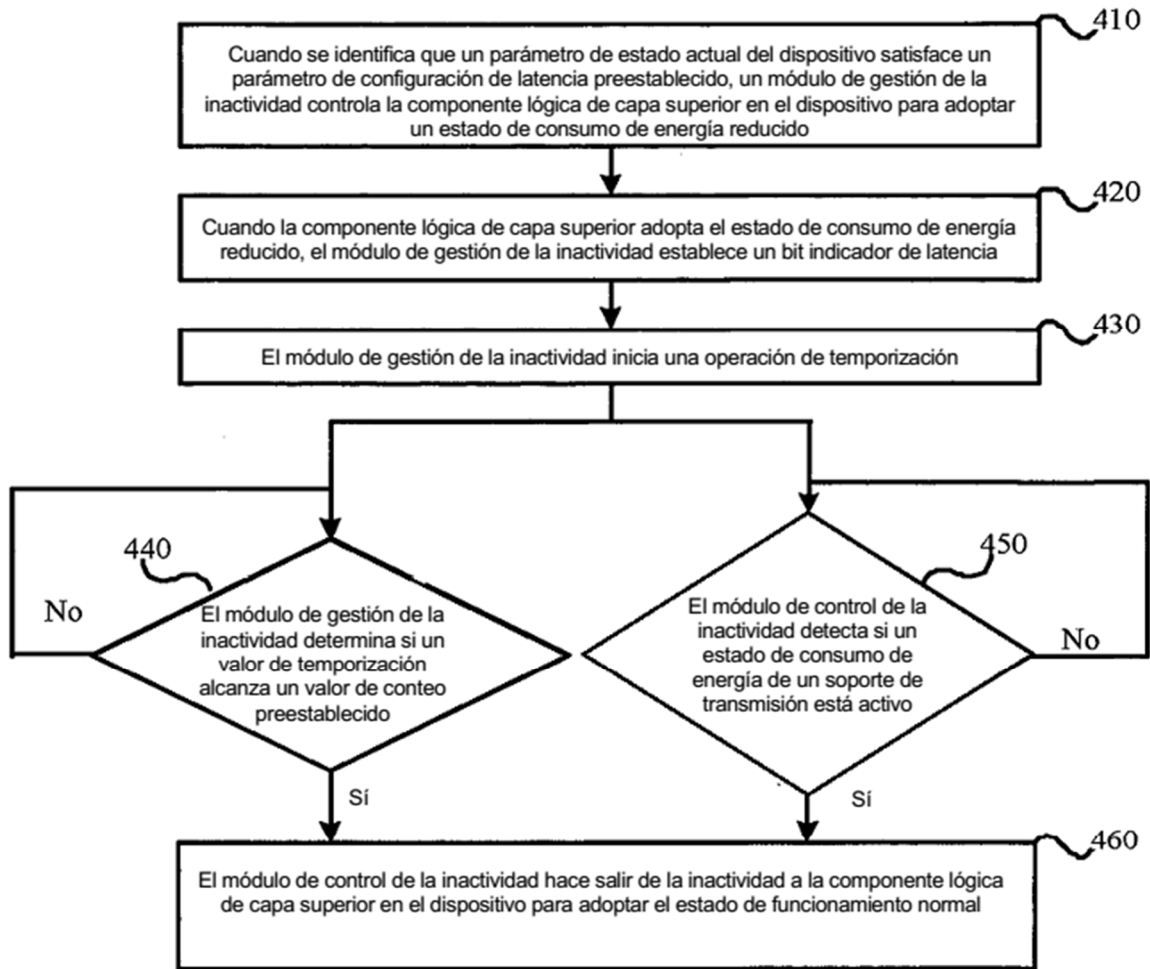 410
Cuando se identifica que un parámetro de estado actual del dispositivo satisface un
parámetro de configuración de latencia preestablecido, un módulo de gestión de la
inactividad controla la componente lógica de capa superior en el dispositivo para adoptar
un estado de consumo de energía reducido
420
Cuando la componente lógica de capa superior adopta el estado de consumo de energía
reducido, el módulo de gestión de la inactividad establece un bit indicador de latencia
430
El módulo de gestión de la inactividad inicia una operación de temporización
440
No
El módulo de gestión de la
inactividad determina si un
valor de temporización
alcanza un valor de conteo
preestablecido
Sí
450
El módulo de control de la
inactividad detecta si un
estado de consumo de
energía de un soporte de
transmisión está activo
No
Sí
460
El módulo de control de la inactividad hace salir de la inactividad a la componente lógica
de capa superior en el dispositivo para adoptar el estado de funcionamiento normal